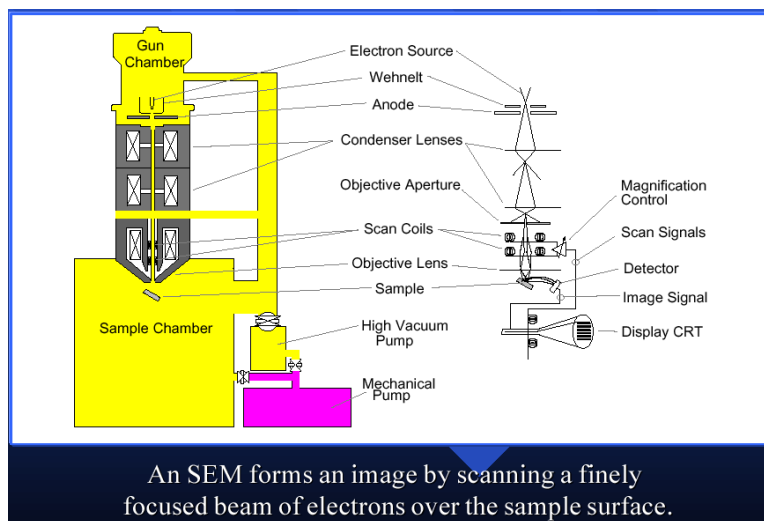 Gun
Chamber
Electron Source
Wehnelt
Anode
Condenser Lenses
Objective Aperture
Magnification
Control
Scan Coils
Scan Signals
Objective Lens
Detector
Sample
Image Signal
Sample Chamber
High Vacuum
Pump
Display CRT
Mechanical
Pump
An SEM forms an image by scanning a finely
focused beam of electrons over the sample surface.